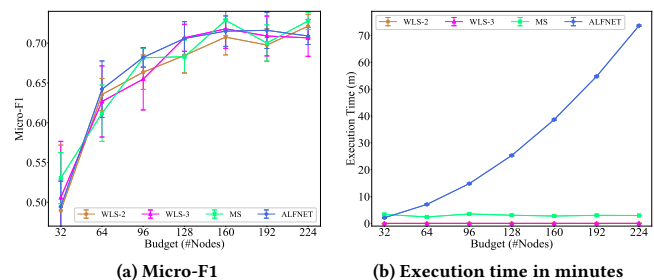 WLS-2 WLS-3 MS ALFNET
0.70
0.65
0.60
0.55
0.50
Micro-F1
32 64 96 128 160 192 224
Budget (#Nodes)
(a) Micro-F1
WLS-2 WLS-3 MS ALFNET
70
60
50
40
30
20
10
0
Execution Time (m)
32 64 96 128 160 192 224
Budget (#Nodes)
(b) Execution time in minutes